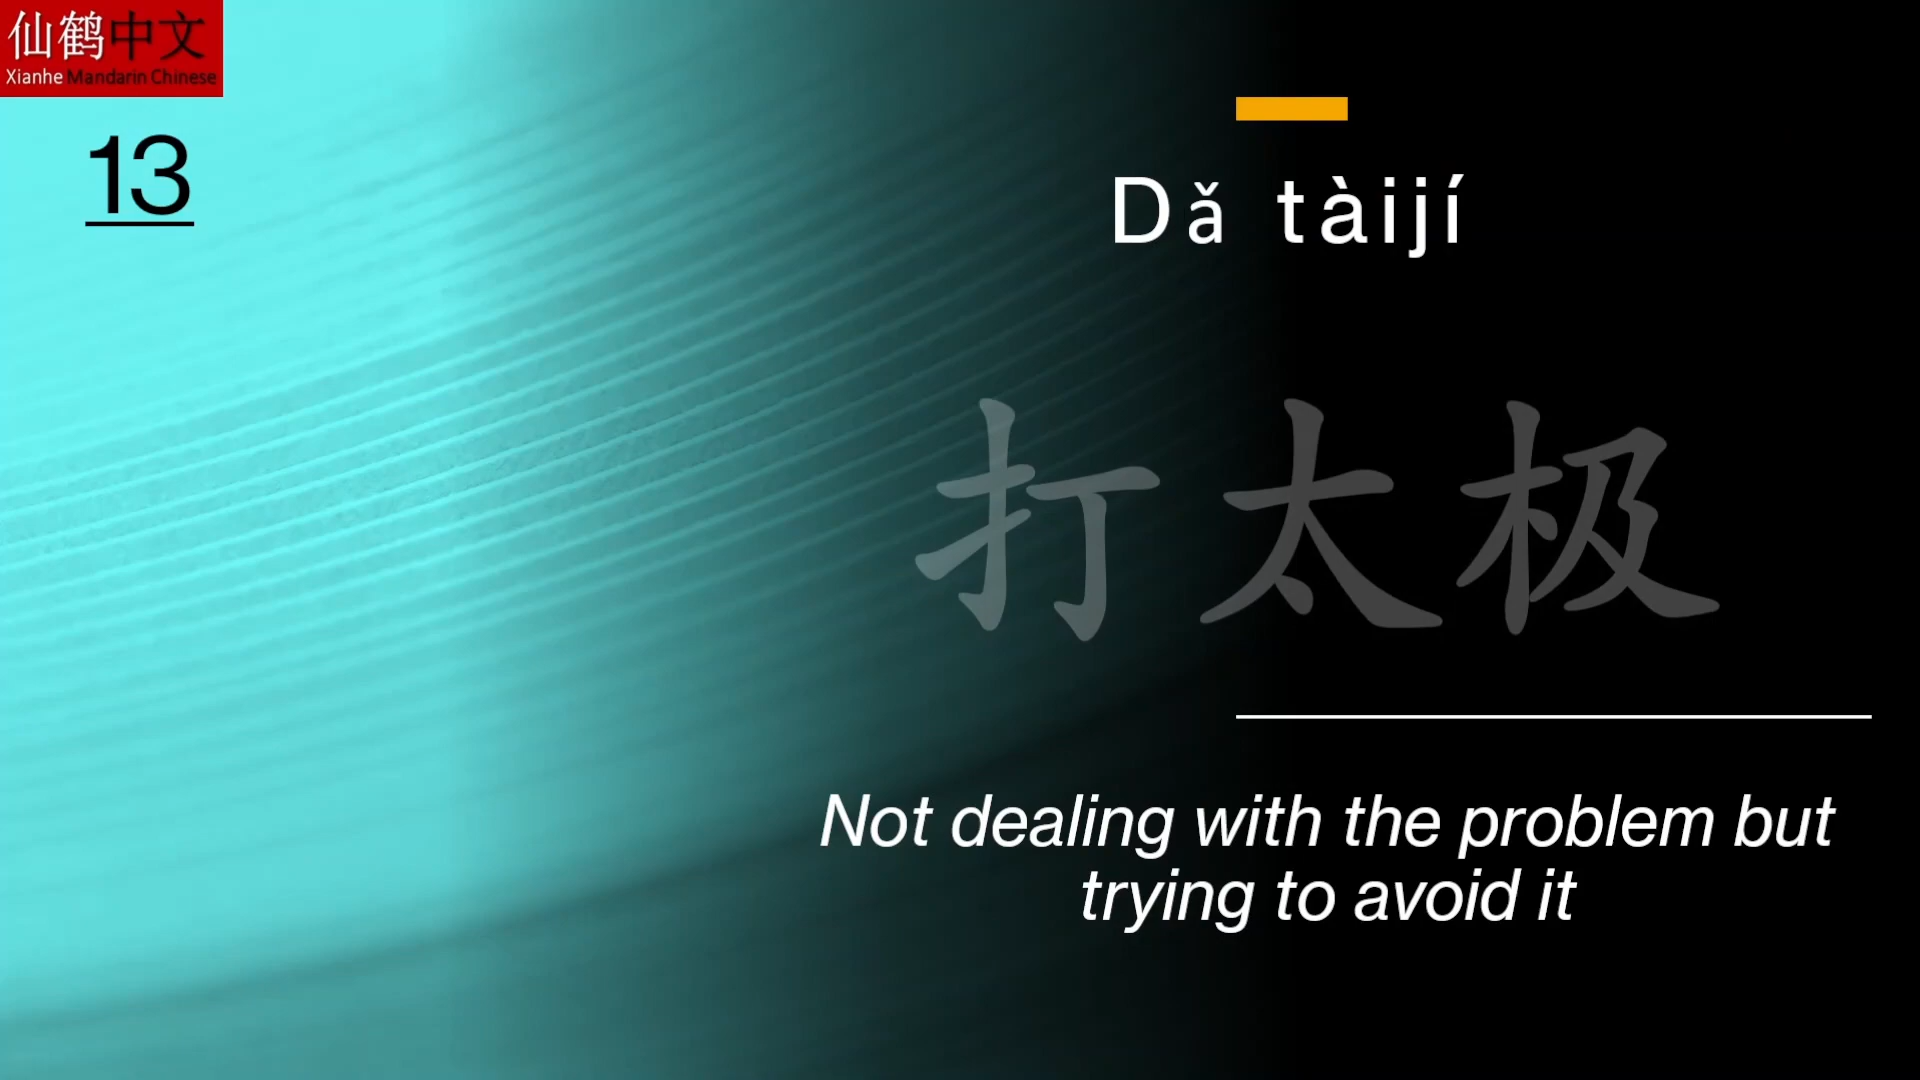 仙鹤中文
Xianhe Mandarin Chinese
13
Dǎ tàijí
打太极
Not dealing with the problem but
trying to avoid it